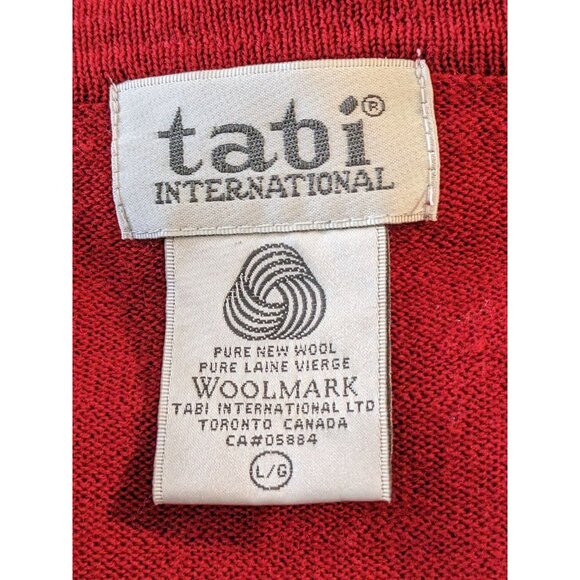 tabi®
INTERNATIONAL
PURE NEW WOOL
PURE LAINE VIERGE
WOOLMARK
TABI INTERNATIONAL LTD
TORONTO CANADA
CA#05884
L/G